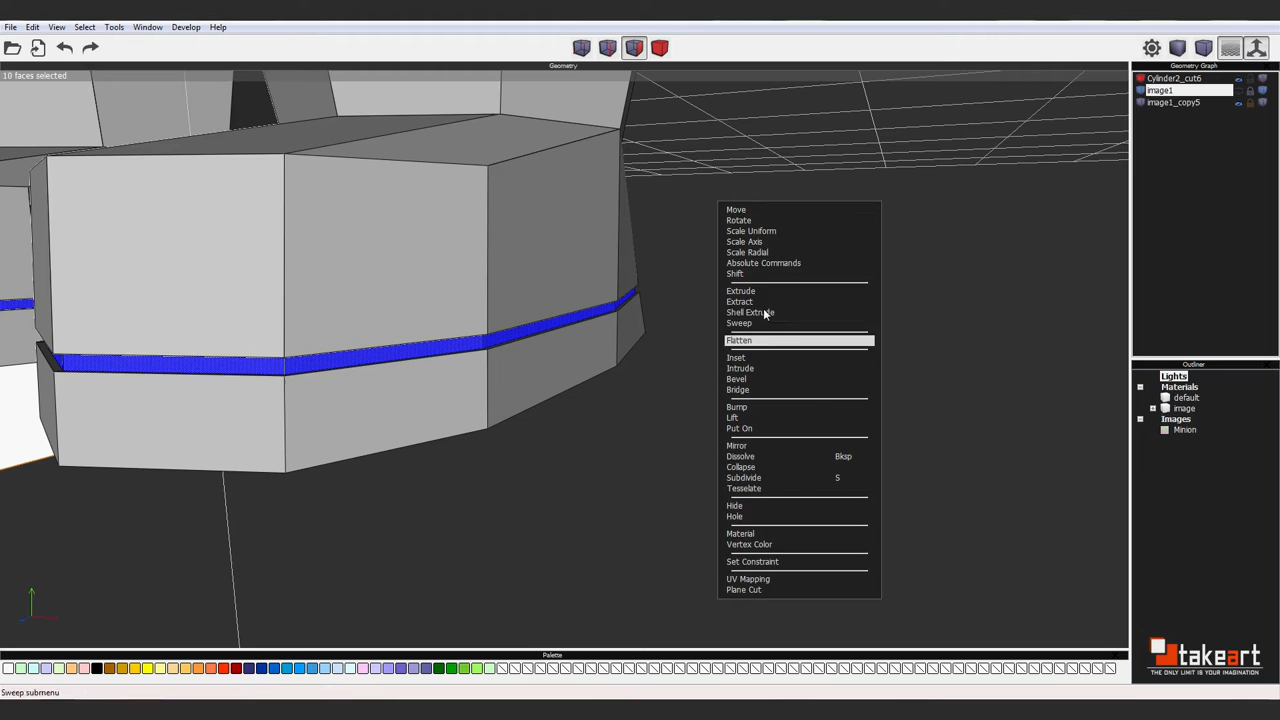 File Edit View Select Tools Window Develop Help
Geometry
Geometry Graph
10 faces selected
Cylinder2_cut6
image1
image1_copy5
Move
Rotate
Scale Uniform
Scale Axis
Scale Radial
Absolute Commands
Shift
Extrude
Extract
Shell Extrude
Sweep
Flatten
Inset
Intrude
Bevel
Bridge
Bump
Lift
Put On
Mirror
Dissolve Bksp
Collapse
Subdivide S
Tesselate
Hide
Hole
Material
Vertex Color
Set Constraint
UV Mapping
Plane Cut
Outliner
Lights
Materials
default
image
Images
Minion
takeart
THE ONLY LIMIT IS YOUR IMAGINATION
Palette
Sweep submenu